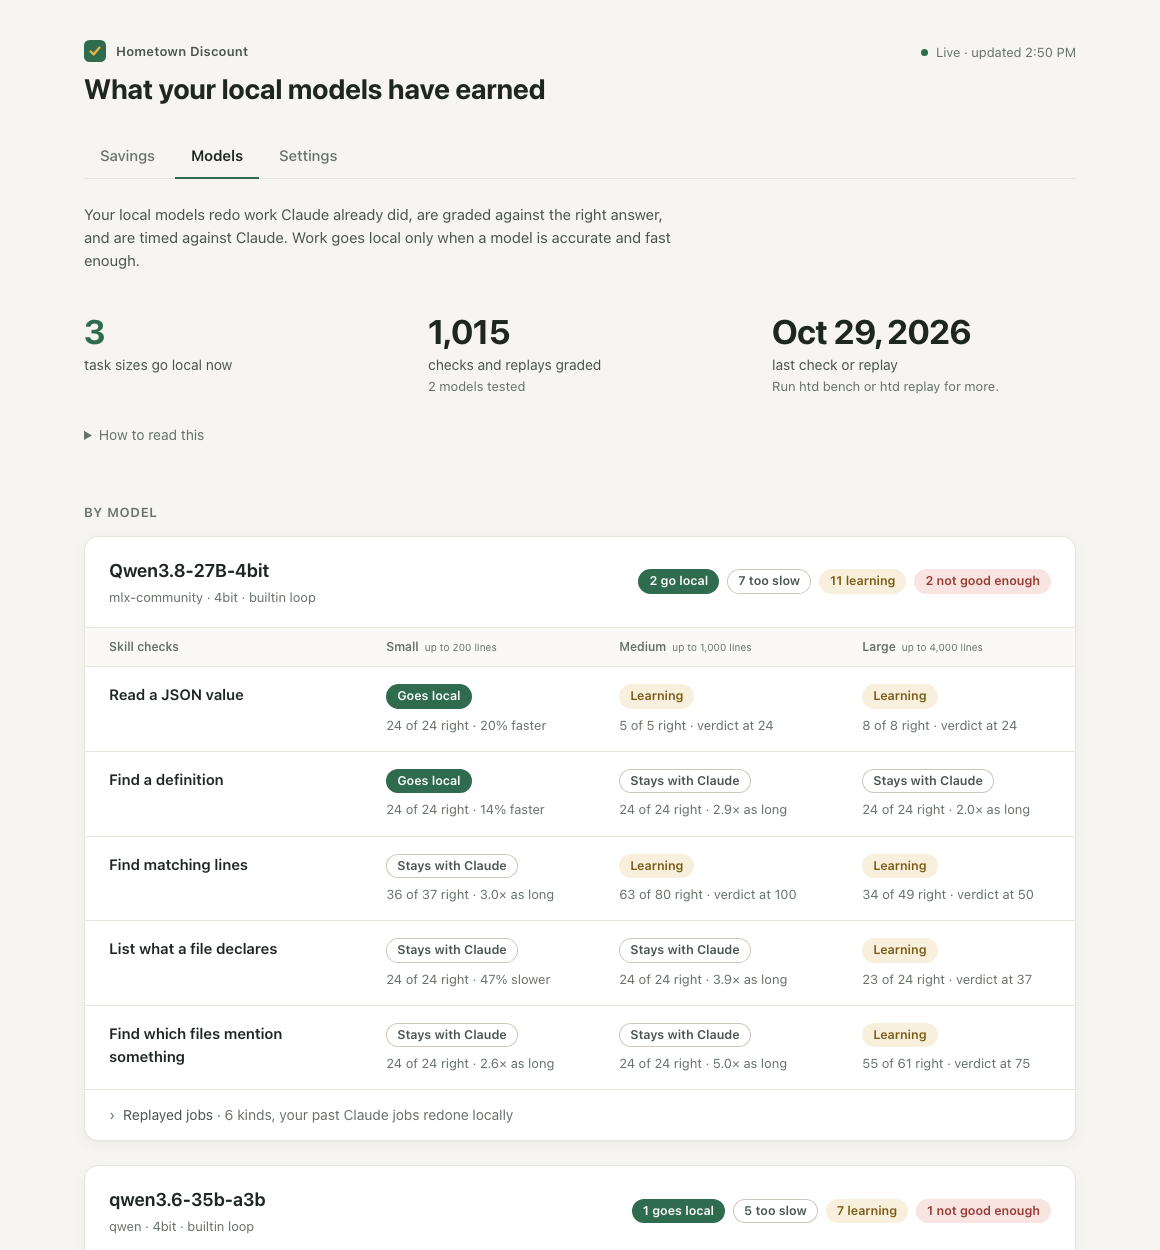 Hometown Discount
Live · updated 2:50 PM
What your local models have earned
Savings Models Settings
Your local models redo work Claude already did, are graded against the right answer,
and are timed against Claude. Work goes local only when a model is accurate and fast
enough.
3 1,015 Oct 29, 2026
task sizes go local now checks and replays graded last check or replay
2 models tested Run htd bench or htd replay for more.
▶ How to read this
BY MODEL
Qwen3.8-27B-4bit
mlx-community · 4bit · builtin loop
2 go local 7 too slow 11 learning 2 not good enough
Skill checks Small up to 200 lines Medium up to 1,000 lines Large up to 4,000 lines
Read a JSON value Goes local Learning Learning
24 of 24 right · 20% faster 5 of 5 right · verdict at 24 8 of 8 right · verdict at 24
Find a definition Goes local Stays with Claude Stays with Claude
24 of 24 right · 14% faster 24 of 24 right · 2.9× as long 24 of 24 right · 2.0× as long
Find matching lines Stays with Claude Learning Learning
36 of 37 right · 3.0× as long 63 of 80 right · verdict at 100 34 of 49 right · verdict at 50
List what a file declares Stays with Claude Stays with Claude Learning
24 of 24 right · 47% slower 24 of 24 right · 3.9× as long 23 of 24 right · verdict at 37
Find which files mention Stays with Claude Stays with Claude Learning
something 24 of 24 right · 2.6× as long 24 of 24 right · 5.0× as long 55 of 61 right · verdict at 75
› Replayed jobs · 6 kinds, your past Claude jobs redone locally
qwen3.6-35b-a3b
qwen · 4bit · builtin loop
1 goes local 5 too slow 7 learning 1 not good enough